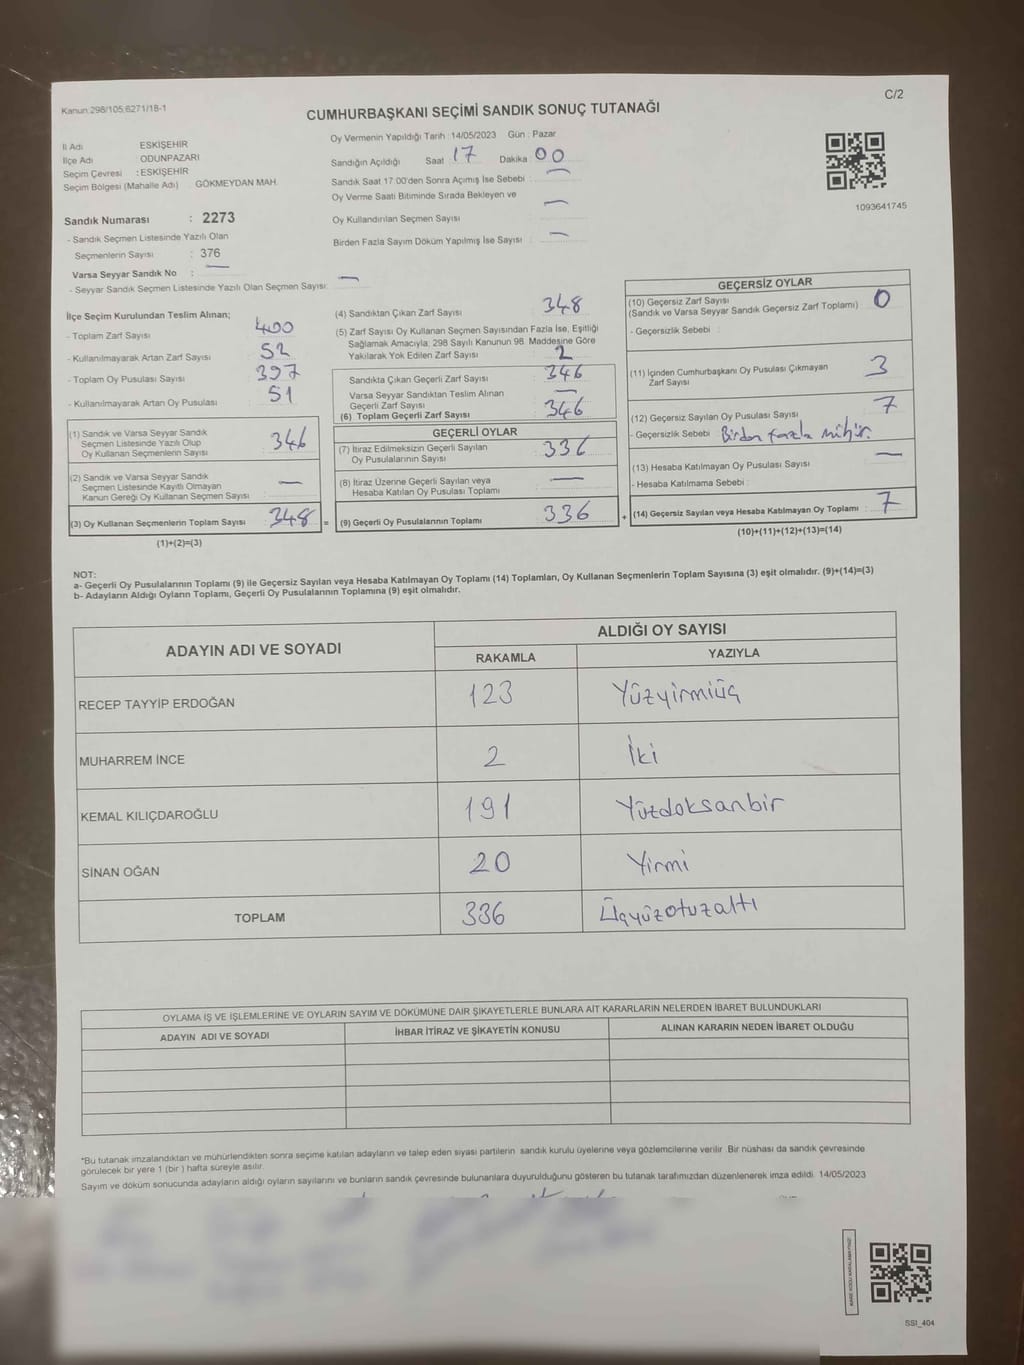 Kanun:298/105;6271/18-1
C/2
CUMHURBAŞKANI SEÇİMİ SANDIK SONUÇ TUTANAĞI
İl Adı ESKİŞEHİR
İlçe Adı ODUNPAZARI
Seçim Çevresi : ESKİŞEHİR
Seçim Bölgesi (Mahalle Adı) GÖKMEYDAN MAH.
Oy Vermenin Yapıldığı Tarih : 14/05/2023 Gün : Pazar
Sandığın Açıldığı Saat 17 Dakika 00
Sandık Saat 17:00'den Sonra Açımış İse Sebebi : —
Oy Verme Saati Bitiminde Sırada Bekleyen ve
Oy Kullandırılan Seçmen Sayısı —
Birden Fazla Sayım Döküm Yapılmış İse Sayısı : —
1093641745
Sandık Numarası : 2273
- Sandık Seçmen Listesinde Yazılı Olan
Seçmenlerin Sayısı : 376
Varsa Seyyar Sandık No : —
- Seyyar Sandık Seçmen Listesinde Yazılı Olan Seçmen Sayısı: —
İlçe Seçim Kurulundan Teslim Alınan;
- Toplam Zarf Sayısı 400
- Kullanılmayarak Artan Zarf Sayısı 52
- Toplam Oy Pusulası Sayısı 397
- Kullanılmayarak Artan Oy Pusulası 51
(1) Sandık ve Varsa Seyyar Sandık
Seçmen Listesinde Yazılı Olup
Oy Kullanan Seçmenlerin Sayısı 346
(2) Sandık ve Varsa Seyyar Sandık
Seçmen Listesinde Kayıtlı Olmayan
Kanun Gereği Oy Kullanan Seçmen Sayısı —
(3) Oy Kullanan Seçmenlerin Toplam Sayısı : 348 =
(1)+(2)=(3)
(4) Sandıktan Çıkan Zarf Sayısı 348
(5) Zarf Sayısı Oy Kullanan Seçmen Sayısından Fazla İse, Eşitliği
Sağlamak Amacıyla; 298 Sayılı Kanunun 98. Maddesine Göre
Yakılarak Yok Edilen Zarf Sayısı 2
Sandıkta Çıkan Geçerli Zarf Sayısı 346
Varsa Seyyar Sandıktan Teslim Alınan
Geçerli Zarf Sayısı —
(6) Toplam Geçerli Zarf Sayısı 346
GEÇERLİ OYLAR
(7) İtiraz Edilmeksizin Geçerli Sayılan
Oy Pusulalarının Sayısı 336
(8) İtiraz Üzerine Geçerli Sayılan veya
Hesaba Katılan Oy Pusulası Toplamı —
(9) Geçerli Oy Pusulalarının Toplamı 336 +
GEÇERSİZ OYLAR
(10) Geçersiz Zarf Sayısı
(Sandık ve Varsa Seyyar Sandık Geçersiz Zarf Toplamı) 0
- Geçersizlik Sebebi :
(11) İçinden Cumhurbaşkanı Oy Pusulası Çıkmayan
Zarf Sayısı 3
(12) Geçersiz Sayılan Oy Pusulası Sayısı 7
- Geçersizlik Sebebi Birden fazla mühür.
(13) Hesaba Katılmayan Oy Pusulası Sayısı —
- Hesaba Katılmama Sebebi :
(14) Geçersiz Sayılan veya Hesaba Katılmayan Oy Toplamı : 7
(10)+(11)+(12)+(13)=(14)
NOT:
a- Geçerli Oy Pusulalarının Toplamı (9) ile Geçersiz Sayılan veya Hesaba Katılmayan Oy Toplamı (14) Toplamları, Oy Kullanan Seçmenlerin Toplam Sayısına (3) eşit olmalıdır. (9)+(14)=(3)
b- Adayların Aldığı Oyların Toplamı, Geçerli Oy Pusulalarının Toplamına (9) eşit olmalıdır.
ADAYIN ADI VE SOYADI
ALDIĞI OY SAYISI
RAKAMLA YAZIYLA
RECEP TAYYİP ERDOĞAN 123 Yüzyirmiüç
MUHARREM İNCE 2 İki
KEMAL KILIÇDAROĞLU 191 Yüzdoksanbir
SİNAN OĞAN 20 Yirmi
TOPLAM 336 Üçyüzotuzaltı
OYLAMA İŞ VE İŞLEMLERİNE VE OYLARIN SAYIM VE DÖKÜMÜNE DAİR ŞİKAYETLERLE BUNLARA AİT KARARLARIN NELERDEN İBARET BULUNDUKLARI
ADAYIN ADI VE SOYADI İHBAR İTİRAZ VE ŞİKAYETİN KONUSU ALINAN KARARIN NEDEN İBARET OLDUĞU
*Bu tutanak imzalandıktan ve mühürlendikten sonra seçime katılan adayların ve talep eden siyasi partilerin sandık kurulu üyelerine veya gözlemcilerine verilir. Bir nüshası da sandık çevresinde
görülecek bir yere 1 (bir) hafta süreyle asılır.
Sayım ve döküm sonucunda adayların aldığı oyların sayılarını ve bunların sandık çevresinde bulunanlara duyurulduğunu gösteren bu tutanak tarafımızdan düzenlenerek imza edildi. 14/05/2023
SSI_404